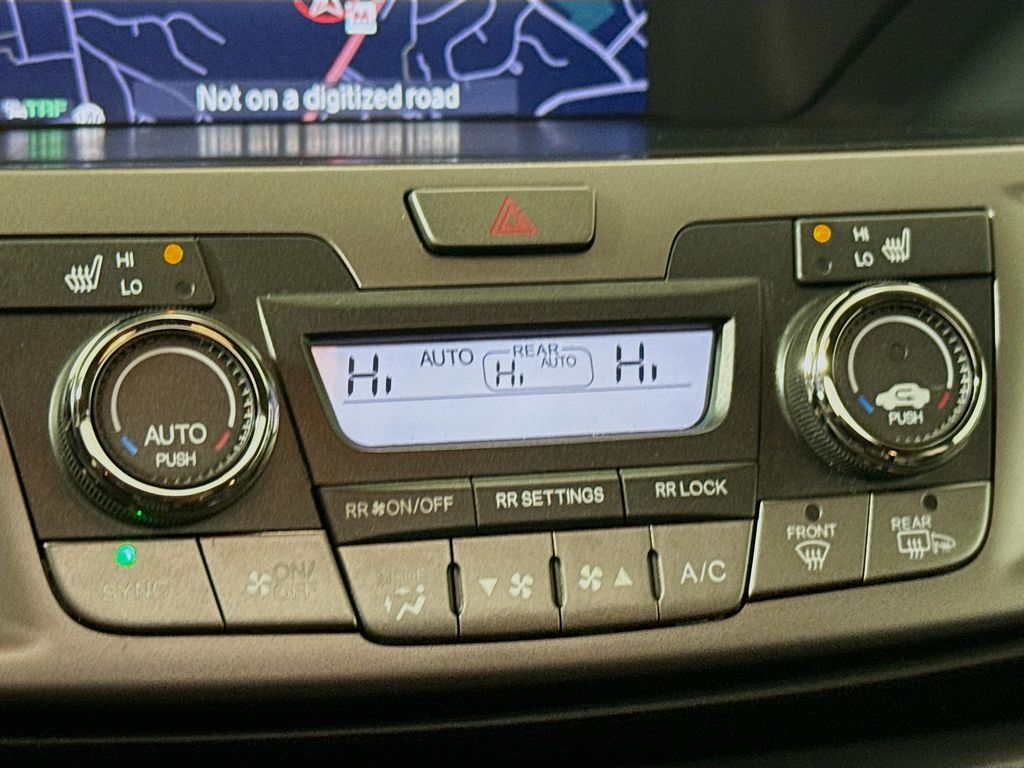 Not on a digitized road
TRF
HI
LO
HI
LO
Hi AUTO REAR AUTO Hi Hi
AUTO
PUSH
PUSH
RR ON/OFF
RR SETTINGS
RR LOCK
SYNC
ON/
OFF
MODE
A/C
FRONT
REAR